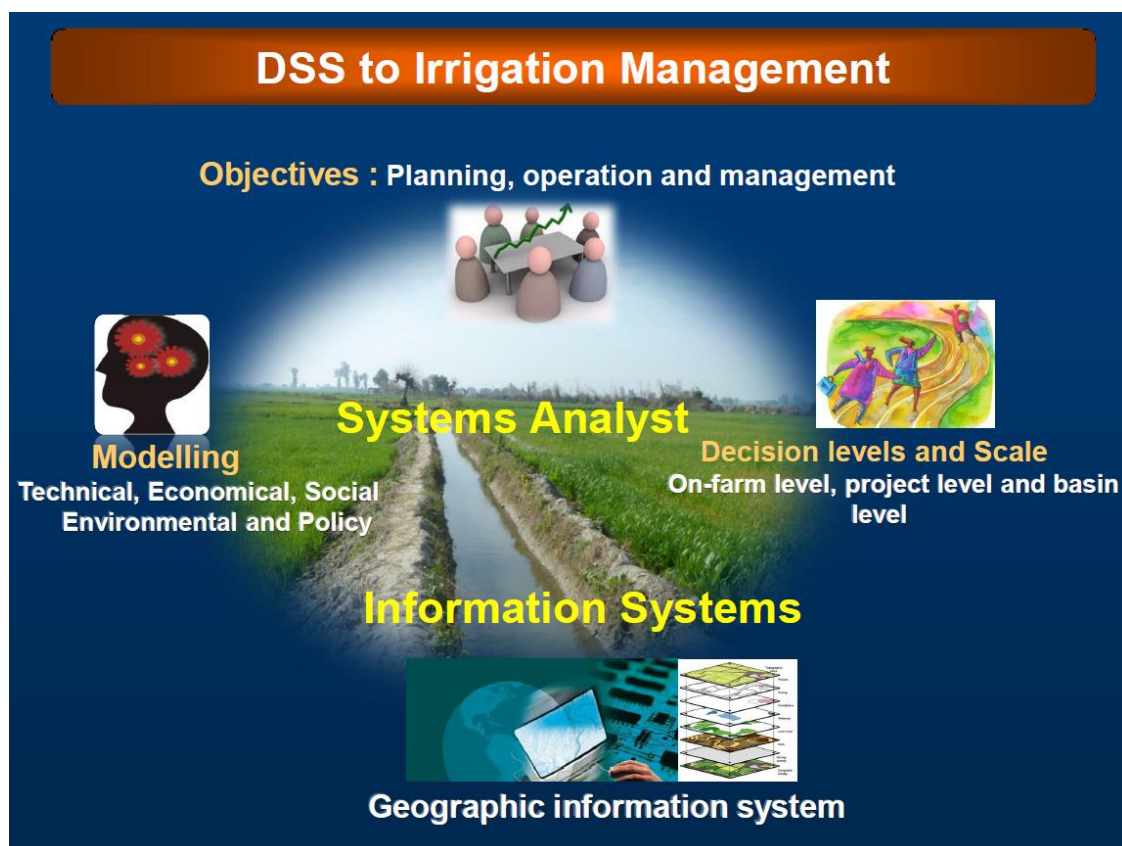 DSS to Irrigation Management
Objectives : Planning, operation and management
Systems Analyst
Modelling
Technical, Economical, Social
Environmental and Policy
Decision levels and Scale
On-farm level, project level and basin
level
Information Systems
Geographic information system